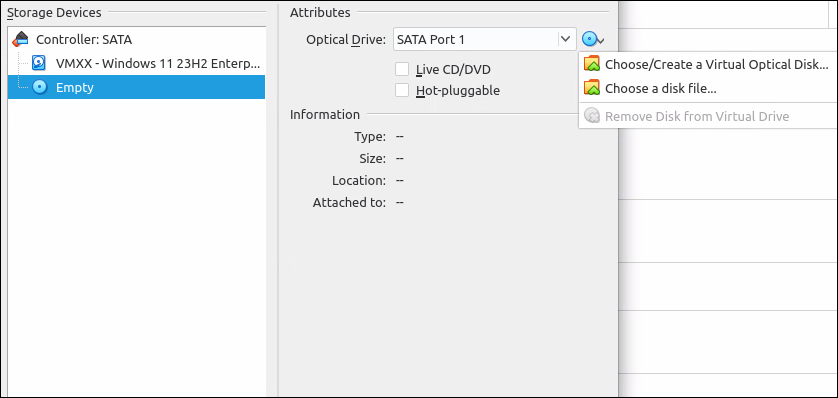 Storage Devices
Controller: SATA
VMXX - Windows 11 23H2 Enterp...
Empty
Attributes
Optical Drive: SATA Port 1
Live CD/DVD
Hot-pluggable
Information
Type: --
Size: --
Location: --
Attached to: --
Choose/Create a Virtual Optical Disk...
Choose a disk file...
Remove Disk from Virtual Drive